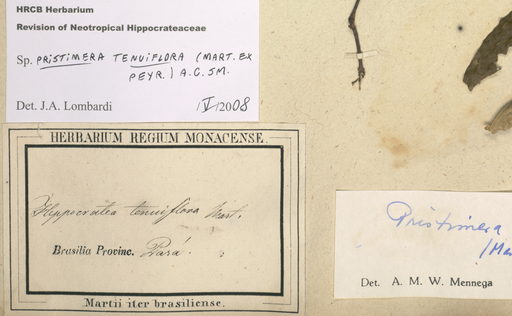 HRCB Herbarium
Revision of Neotropical Hippocrateaceae
Sp. PRISTIMERA TENUIFLORA (MART. EX
PEYR.) A.C. SM.
Det. J.A. Lombardi 1/V/2008
HERBARIUM REGIUM MONACENSE.
Hippocratea tenuiflora Mart.
Brasilia Provinc. Pará.
Martii iter brasiliense.
Pristimera
(Mar
Det. A. M. W. Mennega